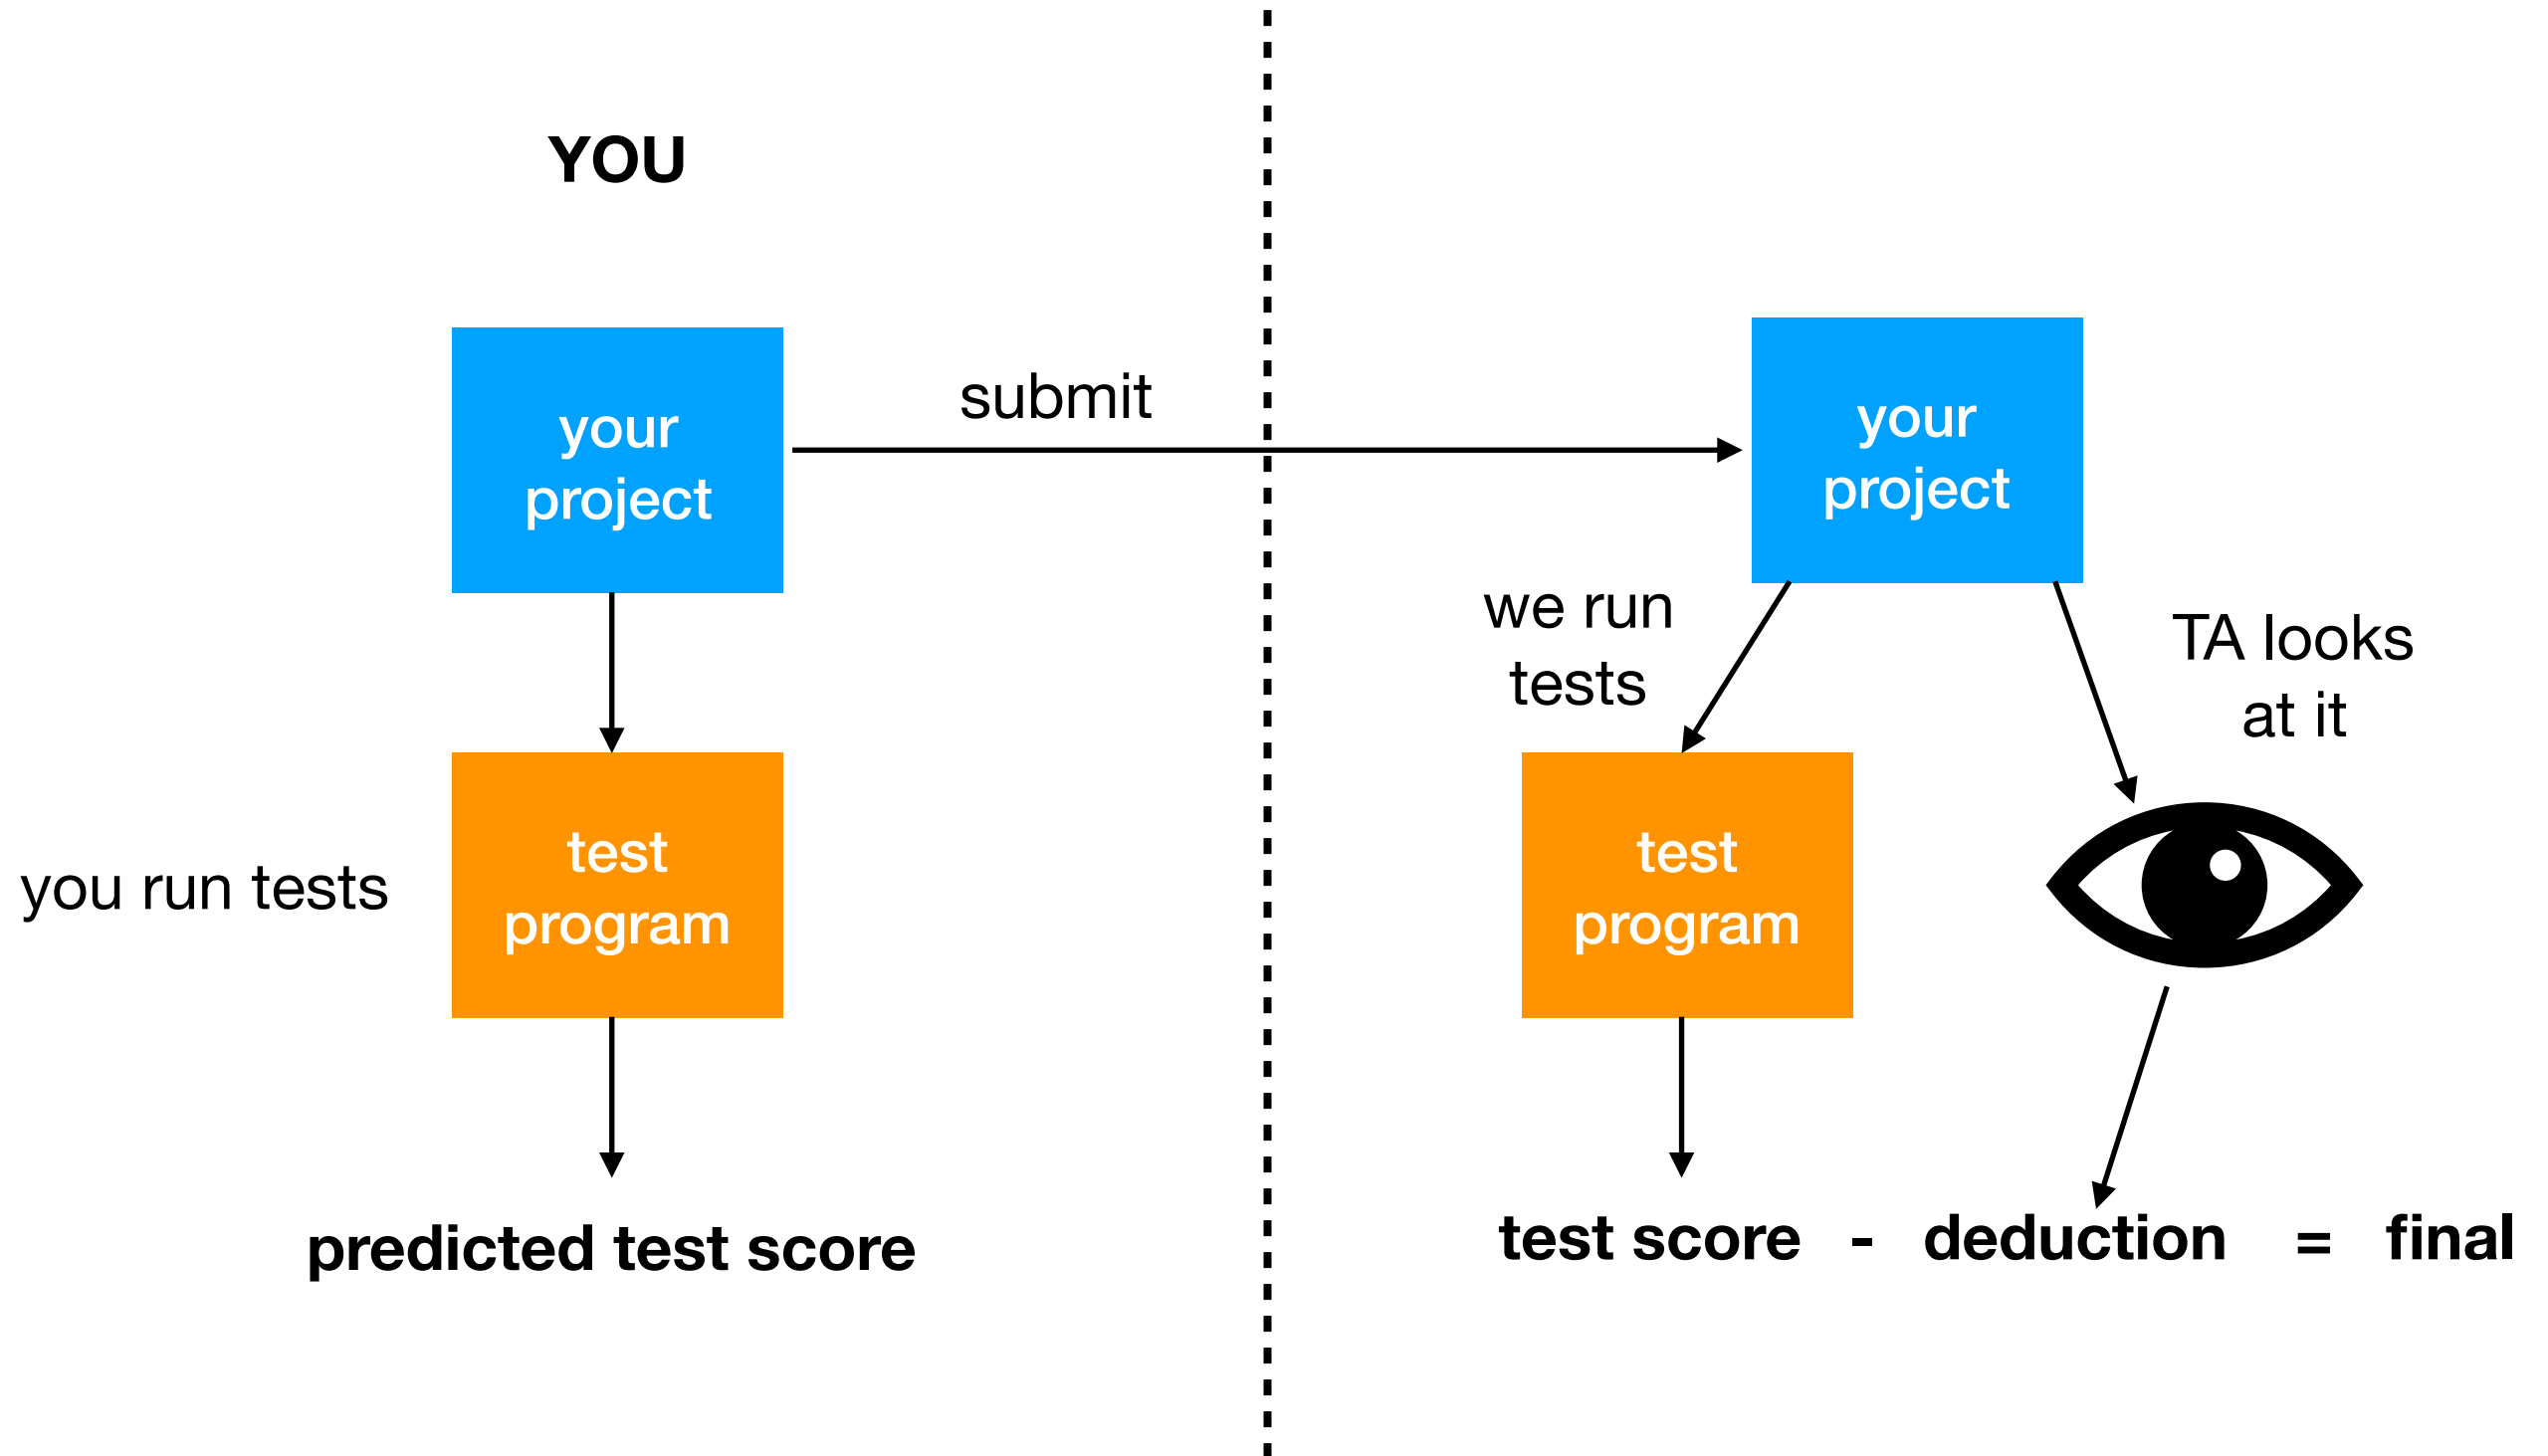 YOU
your
project
submit
your
project
we run
tests
TA looks
at it
you run tests
test
program
test
program
predicted test score
test score - deduction = final